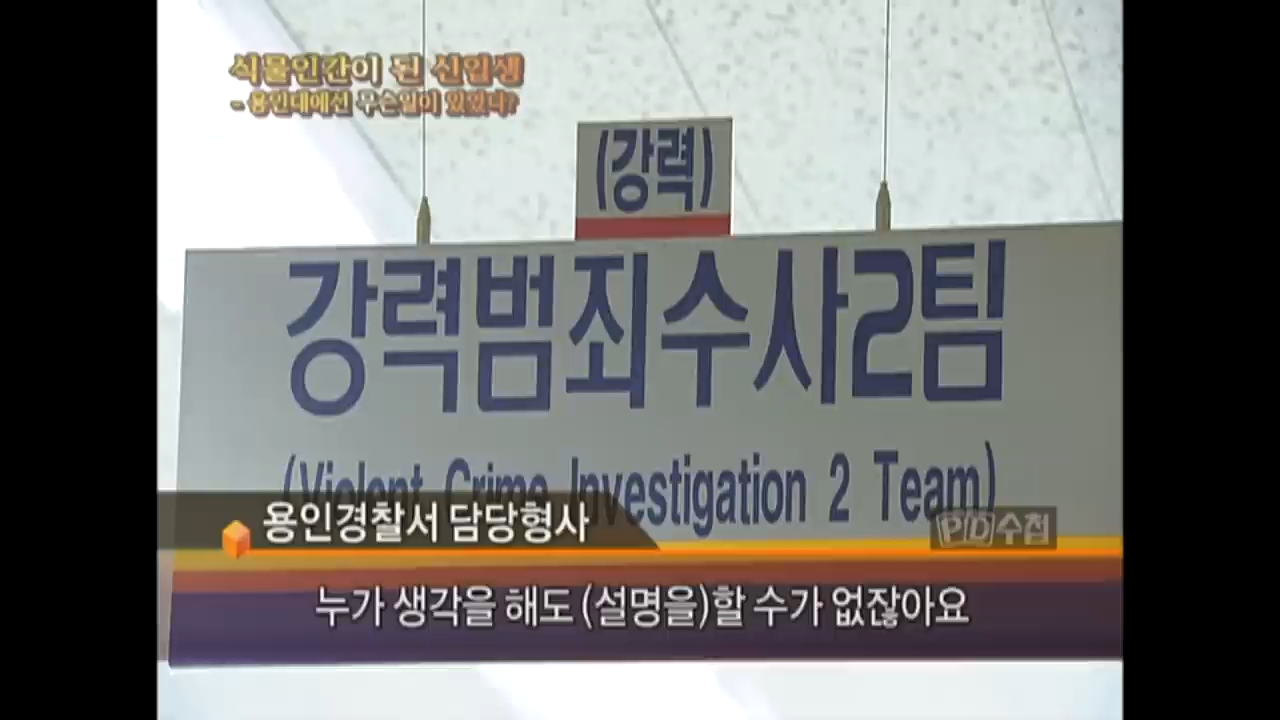 식물인간이 된 신입생
- 용인대에선 무슨일이 있었나?
(강력)
강력범죄수사2팀
(Violent Crime Investigation 2 Team)
용인경찰서 담당형사
PD수첩
누가 생각을 해도 (설명을)할 수가 없잖아요